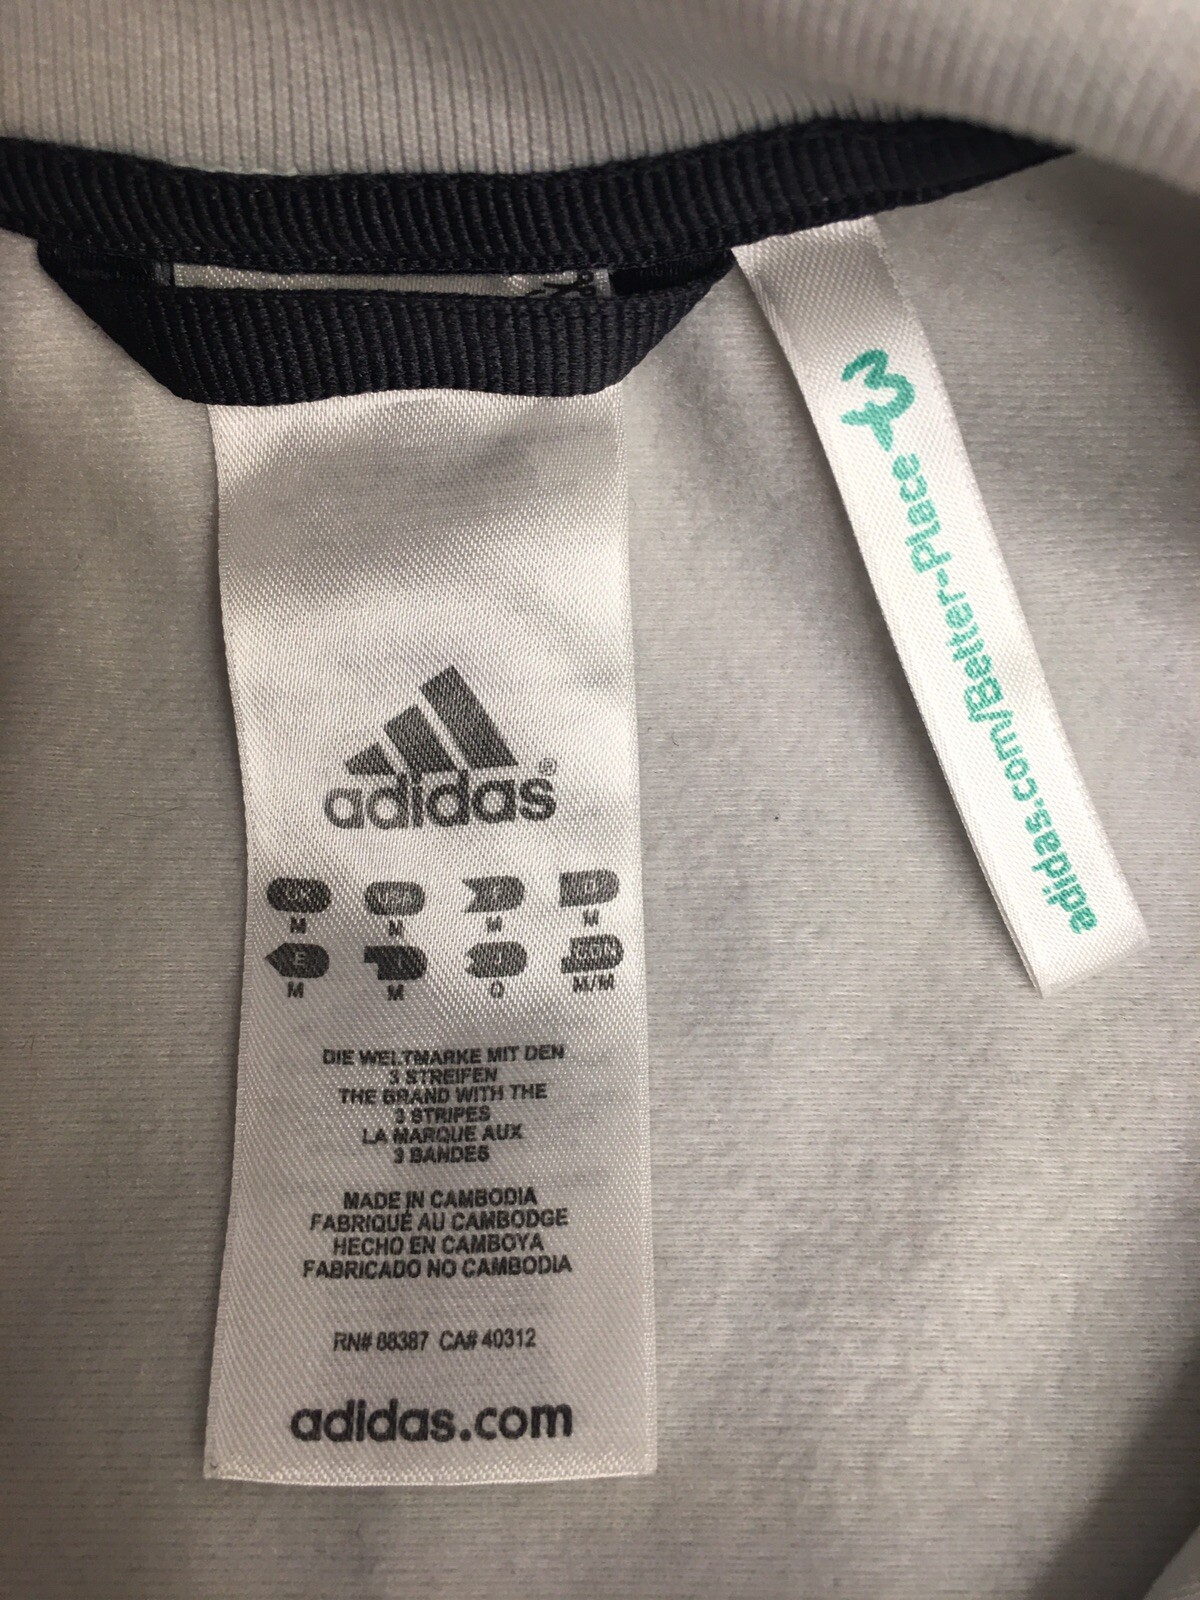 adidas®
M M M M
E I J CGN
M M O M/M
DIE WELTMARKE MIT DEN
3 STREIFEN
THE BRAND WITH THE
3 STRIPES
LA MARQUE AUX
3 BANDES
MADE IN CAMBODIA
FABRIQUÉ AU CAMBODGE
HECHO EN CAMBOYA
FABRICADO NO CAMBODIA
RN# 88387 CA# 40312
adidas.com
adidas.com/Better-Place